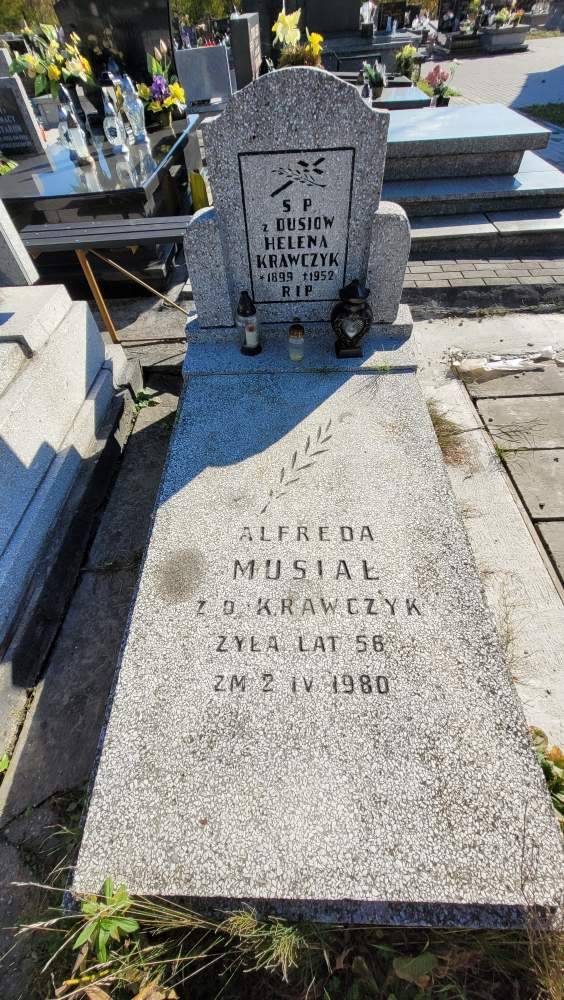 S P
z DUSIOW
HELENA
KRAWCZYK
*1899 †1952
RIP
ALFREDA
MUSIAŁ
Z D. KRAWCZYK
ŻYŁA LAT 56
ZM 2 IV 1980